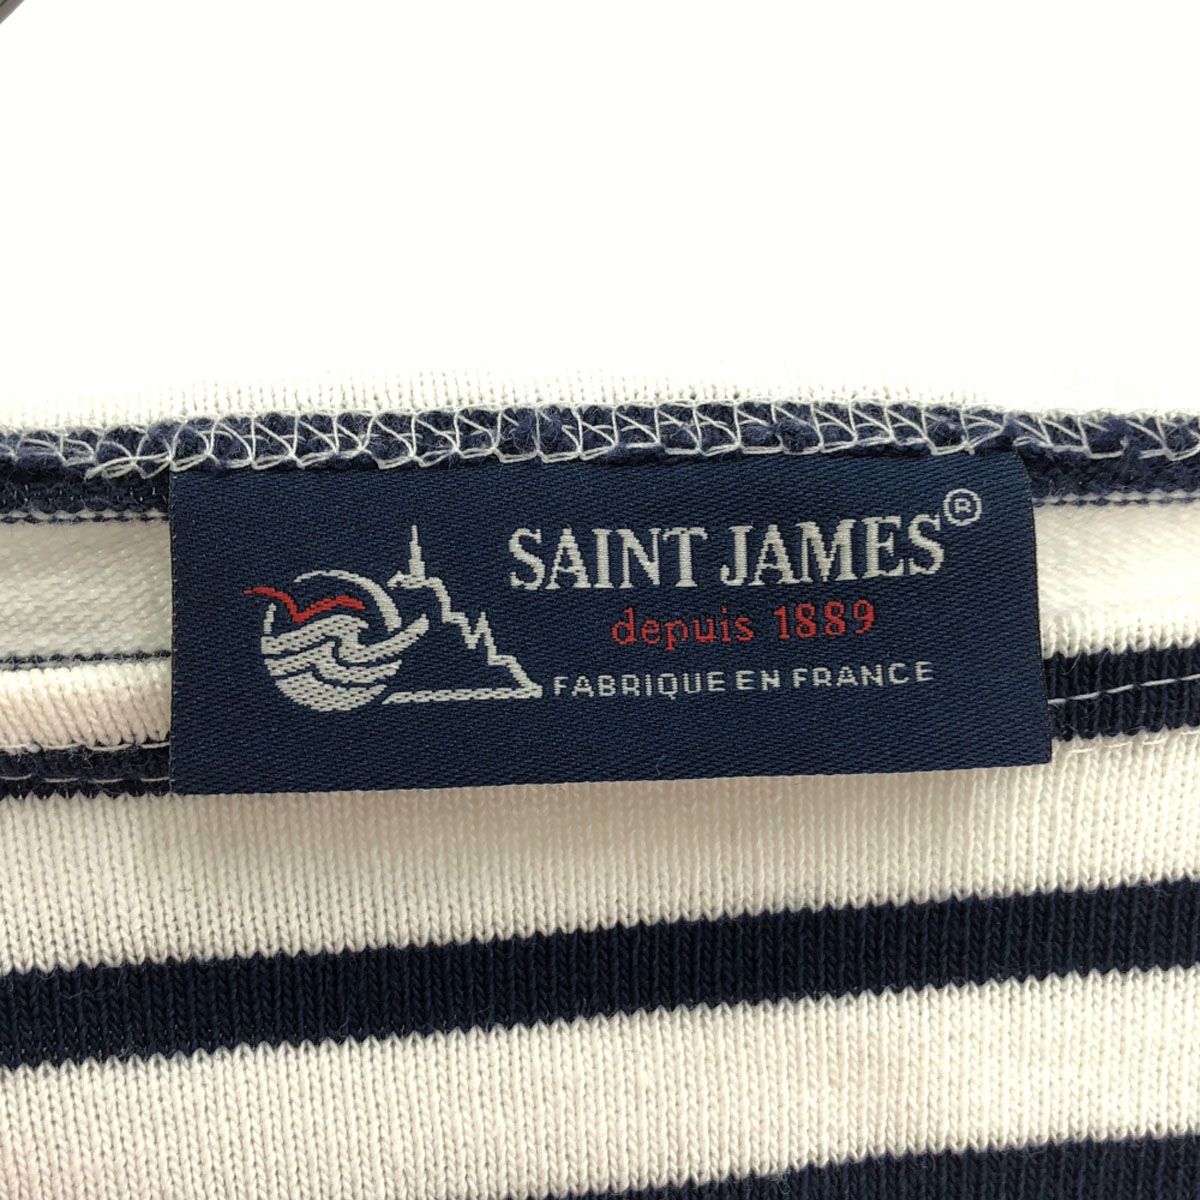 SAINT JAMES®
depuis 1889
FABRIQUE EN FRANCE